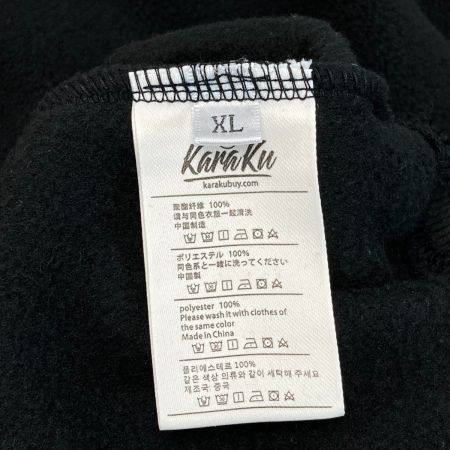 XL
KaraKu
karakubuy.com
聚酯纤维 100%
请与同色衣服一起清洗
中国制造
ポリエステル 100%
同色系と一緒に洗ってください
中国製
polyester 100%
Please wash it with clothes of
the same color
Made in China
폴리에스테르 100%
같은 색상 의류와 같이 세탁해 주세요
제조국: 중국